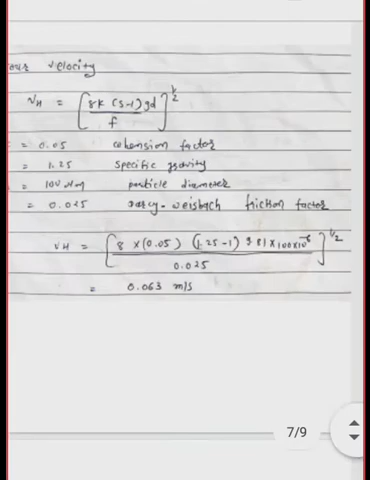 our velocity
VH = [8k (s-1) gd / f]^1/2
= 0.05 cohension factor
= 1.25 specific gravity
= 100 μm particle diameter
= 0.025 darcy-weisbach friction factor
VH = [8 × (0.05) (1.25 - 1) 9.81 × 100×10^-6 / 0.025]^1/2
= 0.063 m/s
7/9